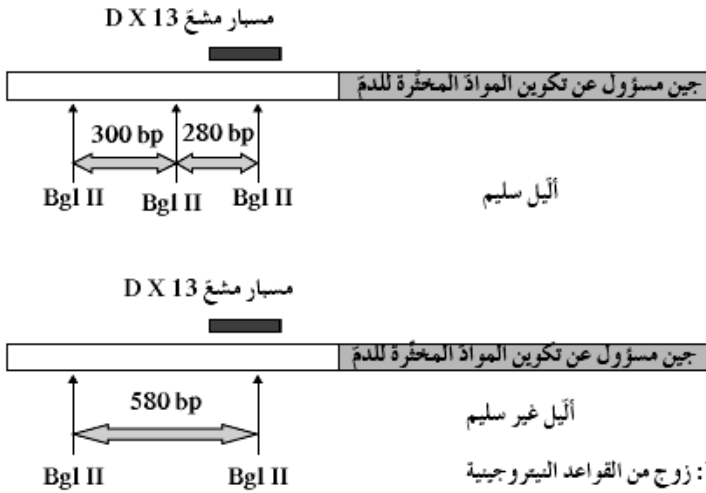 مسبار مشعّ D X 13
جين مسؤول عن تكوين الموادّ المخثّرة للدمّ
300 bp 280 bp
Bgl II Bgl II Bgl II
ألّيل سليم
مسبار مشعّ D X 13
جين مسؤول عن تكوين الموادّ المخثّرة للدمّ
580 bp
ألّيل غير سليم
Bgl II Bgl II
: زوج من القواعد النيتروجينية